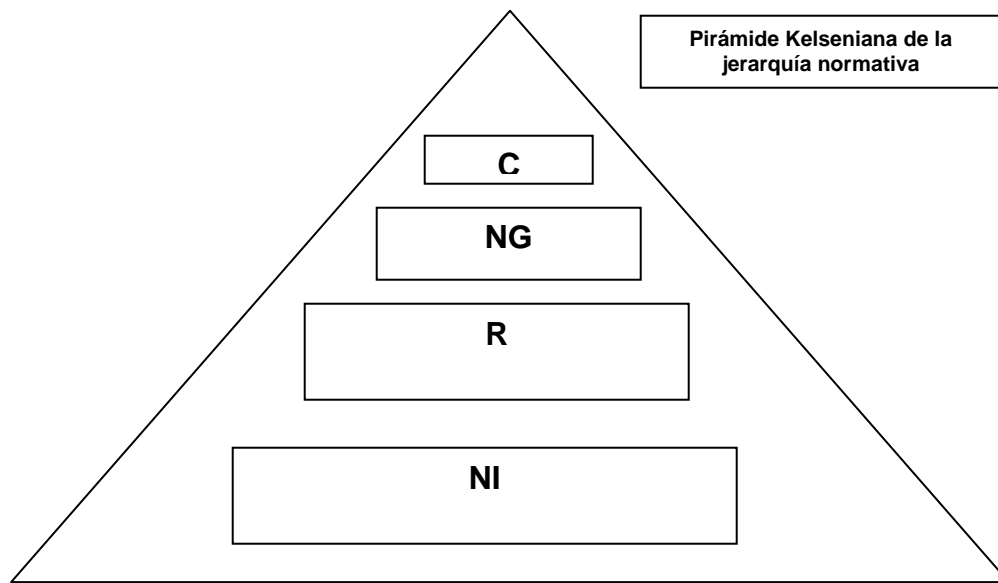 Pirámide Kelseniana de la
jerarquía normativa
C
NG
R
NI